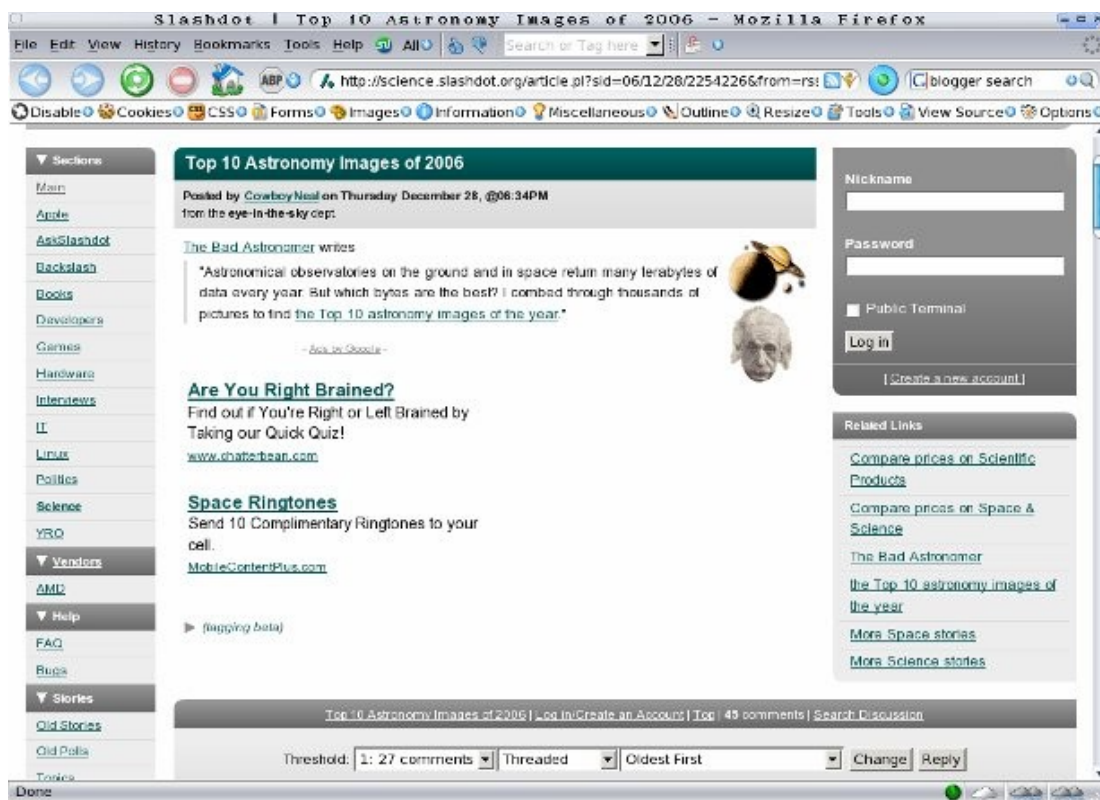 Slashdot | Top 10 Astronomy Images of 2006 - Mozilla Firefox
File Edit View History Bookmarks Tools Help All Search or Tag here
ABP http://science.slashdot.org/article.pl?sid=06/12/28/2254226&from=rss blogger search
Disable Cookies CSS Forms Images Information Miscellaneous Outline Resize Tools View Source Options
▼ Sections
Main
Apple
AskSlashdot
Backslash
Books
Developers
Games
Hardware
Interviews
IT
Linux
Politics
Science
YRO
▼ Vendors
AMD
▼ Help
FAQ
Bugs
▼ Stories
Old Stories
Old Polls
Topics
Top 10 Astronomy Images of 2006
Posted by CowboyNeal on Thursday December 28, @06:34PM
from the eye-in-the-sky dept.
The Bad Astronomer writes
"Astronomical observatories on the ground and in space return many terabytes of
data every year. But which bytes are the best? I combed through thousands of
pictures to find the Top 10 astronomy images of the year."
- Ads by Google -
Are You Right Brained?
Find out if You're Right or Left Brained by
Taking our Quick Quiz!
www.chatterbean.com
Space Ringtones
Send 10 Complimentary Ringtones to your
cell.
MobileContentPlus.com
(tagging beta)
Nickname
Password
Public Terminal
Log in
[ Create a new account ]
Related Links
Compare prices on Scientific
Products
Compare prices on Space &
Science
The Bad Astronomer
the Top 10 astronomy images of
the year
More Space stories
More Science stories
Top 10 Astronomy Images of 2006 | Log in/Create an Account | Top | 45 comments | Search Discussion
Threshold: 1: 27 comments Threaded Oldest First Change Reply
Done